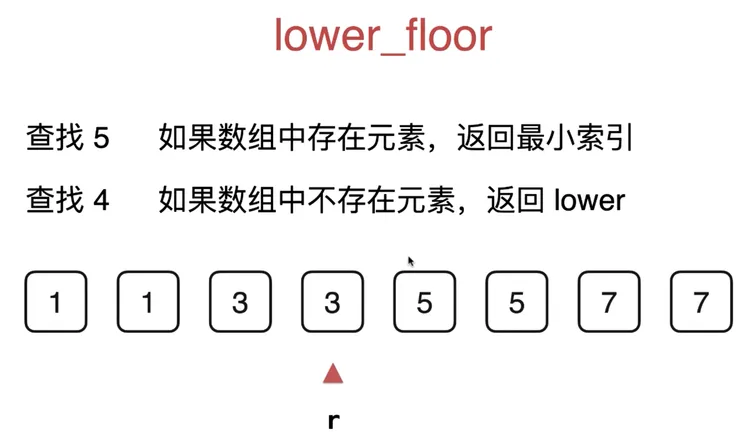 lower_floor
查找 5 如果数组中存在元素，返回最小索引
查找 4 如果数组中不存在元素，返回 lower
1 1 3 3 5 5 7 7
r